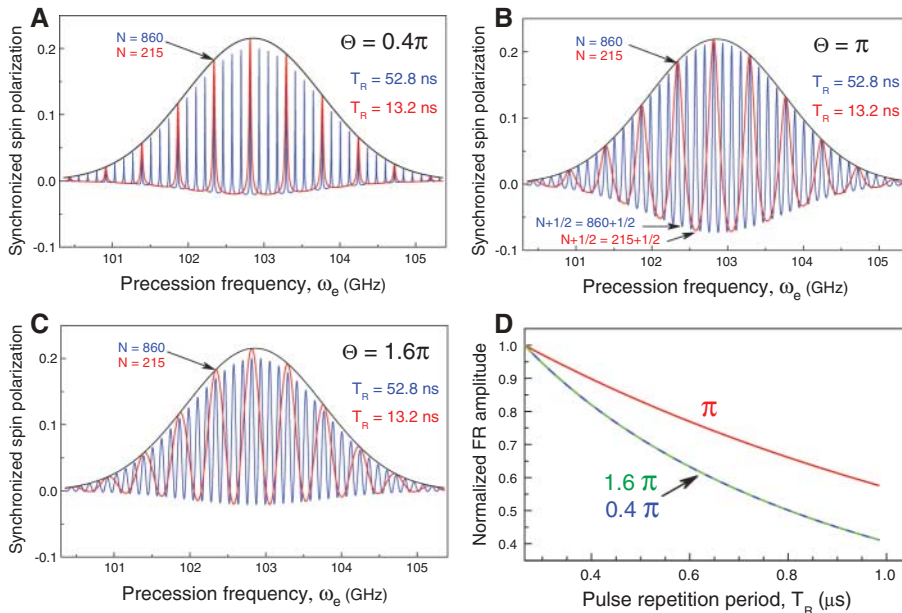 A
N = 860
N = 215
Θ = 0.4π
T_R = 52.8 ns
T_R = 13.2 ns
0.2
0.1
0.0
-0.1
Synchronized spin polarization
101 102 103 104 105
Precession frequency, ω_e (GHz)
B
N = 860
N = 215
Θ = π
T_R = 52.8 ns
T_R = 13.2 ns
N+1/2 = 860+1/2
N+1/2 = 215+1/2
0.2
0.1
0.0
-0.1
Synchronized spin polarization
101 102 103 104 105
Precession frequency, ω_e (GHz)
C
N = 860
N = 215
Θ = 1.6π
T_R = 52.8 ns
T_R = 13.2 ns
0.2
0.1
0.0
-0.1
Synchronized spin polarization
101 102 103 104 105
Precession frequency, ω_e (GHz)
D
1.0
0.9
0.8
0.7
0.6
0.5
0.4
Normalized FR amplitude
π
1.6 π
0.4 π
0.4 0.6 0.8 1.0
Pulse repetition period, T_R (μs)